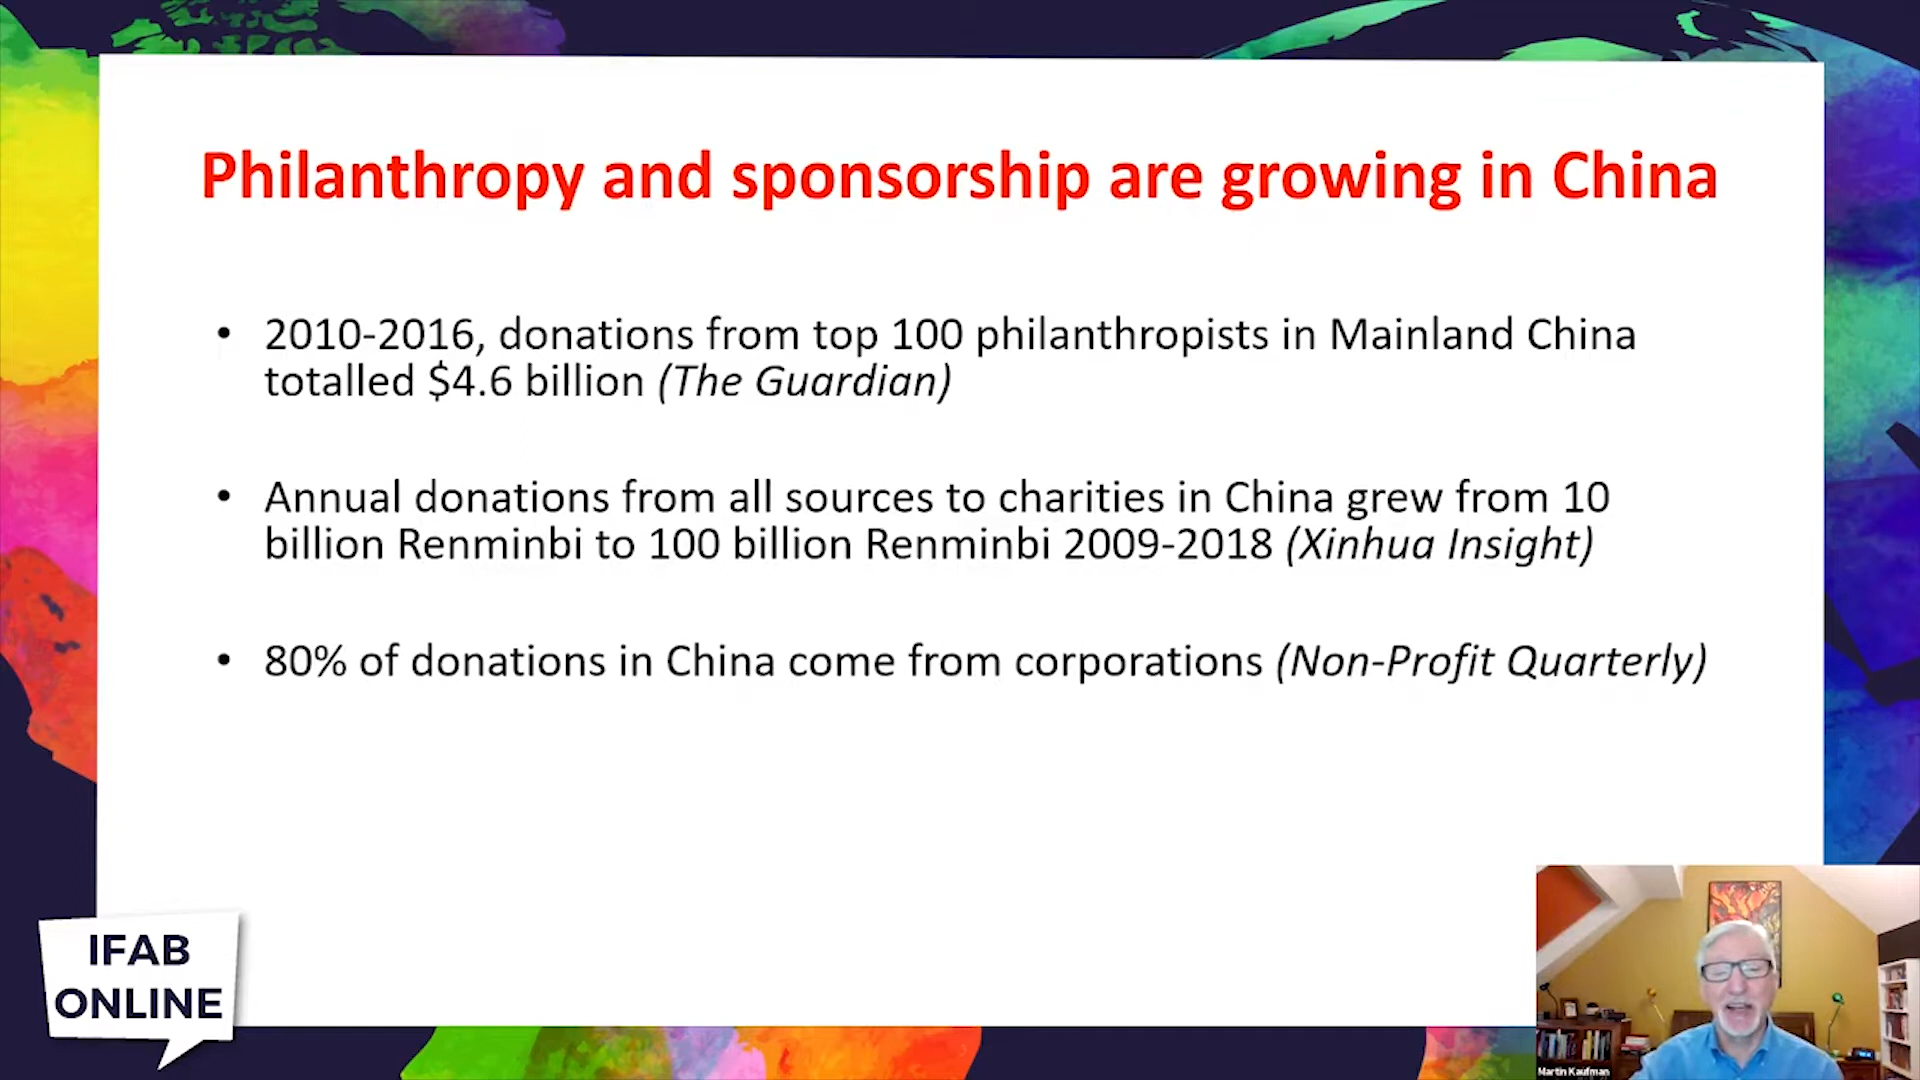 Philanthropy and sponsorship are growing in China
• 2010-2016, donations from top 100 philanthropists in Mainland China
totalled $4.6 billion (The Guardian)
• Annual donations from all sources to charities in China grew from 10
billion Renminbi to 100 billion Renminbi 2009-2018 (Xinhua Insight)
• 80% of donations in China come from corporations (Non-Profit Quarterly)
IFAB
ONLINE
Martin Kaufman